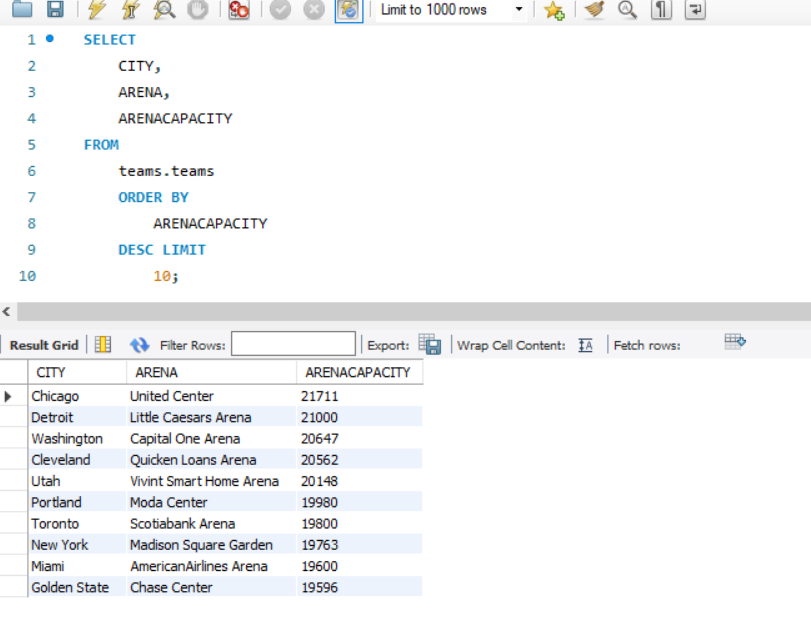 Limit to 1000 rows
1 SELECT
2 CITY,
3 ARENA,
4 ARENACAPACITY
5 FROM
6 teams.teams
7 ORDER BY
8 ARENACAPACITY
9 DESC LIMIT
10 10;
Result Grid Filter Rows: Export: Wrap Cell Content: Fetch rows:
CITY ARENA ARENACAPACITY
Chicago United Center 21711
Detroit Little Caesars Arena 21000
Washington Capital One Arena 20647
Cleveland Quicken Loans Arena 20562
Utah Vivint Smart Home Arena 20148
Portland Moda Center 19980
Toronto Scotiabank Arena 19800
New York Madison Square Garden 19763
Miami AmericanAirlines Arena 19600
Golden State Chase Center 19596